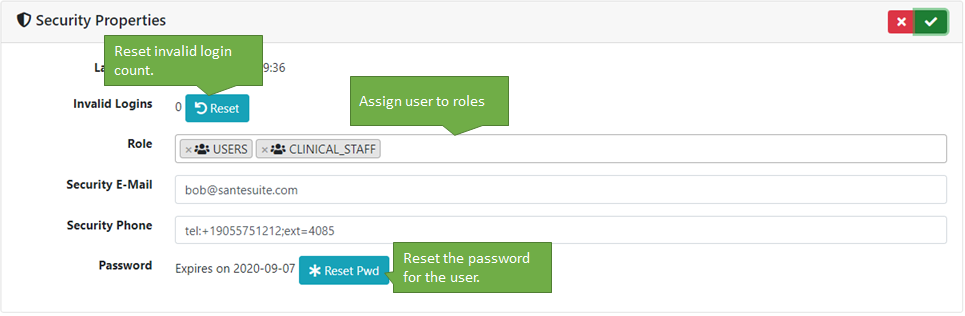 Security Properties
Reset invalid login
count.
La
9:36
Invalid Logins
0
Reset
Assign user to roles
Role
× USERS
× CLINICAL_STAFF
Security E-Mail
bob@santesuite.com
Security Phone
tel:+19055751212;ext=4085
Password
Expires on 2020-09-07
Reset Pwd
Reset the password
for the user.